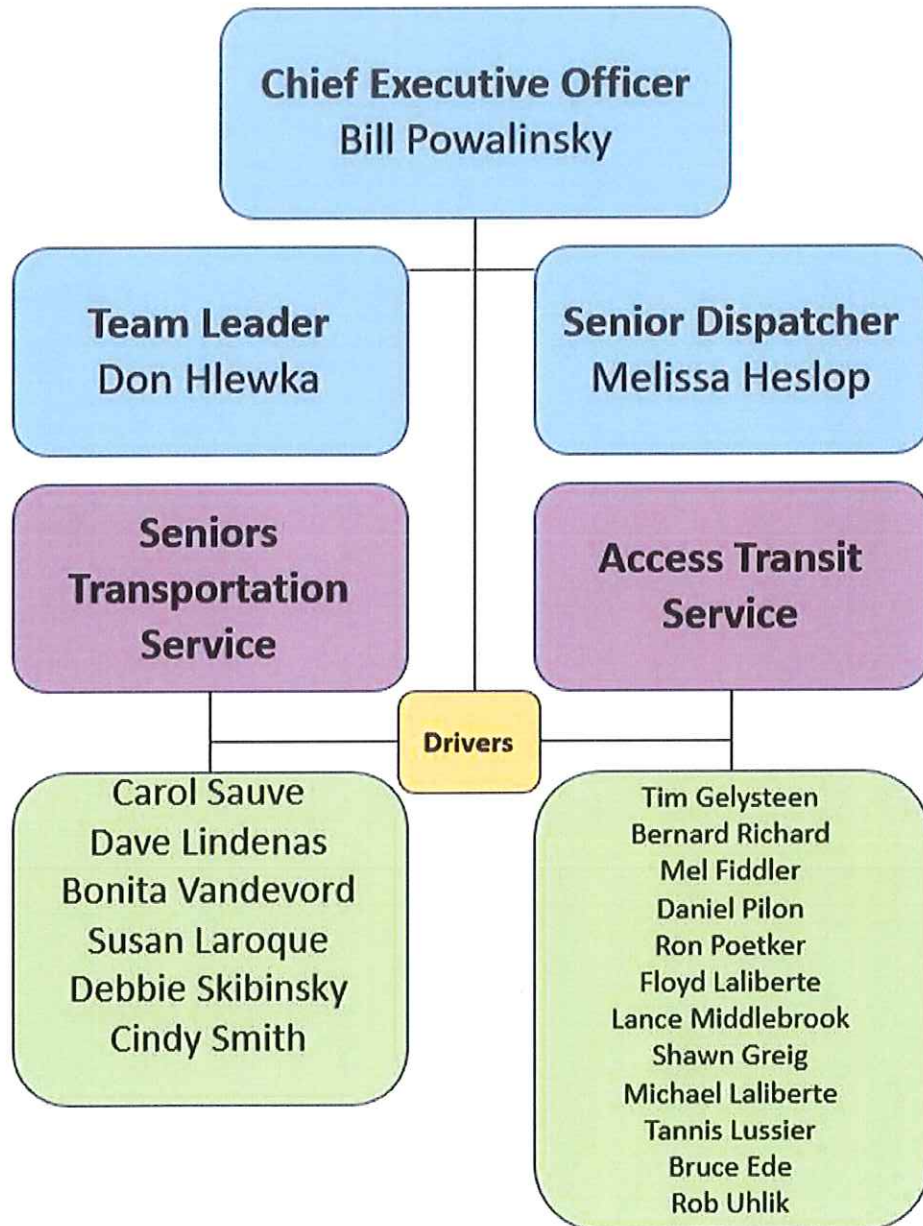 Chief Executive Officer
Bill Powalinsky
Team Leader
Don Hlewka
Senior Dispatcher
Melissa Heslop
Seniors
Transportation
Service
Access Transit
Service
Drivers
Carol Sauve
Dave Lindenas
Bonita Vandevord
Susan Laroque
Debbie Skibinsky
Cindy Smith
Tim Gelysteen
Bernard Richard
Mel Fiddler
Daniel Pilon
Ron Poetker
Floyd Laliberte
Lance Middlebrook
Shawn Greig
Michael Laliberte
Tannis Lussier
Bruce Ede
Rob Uhlik